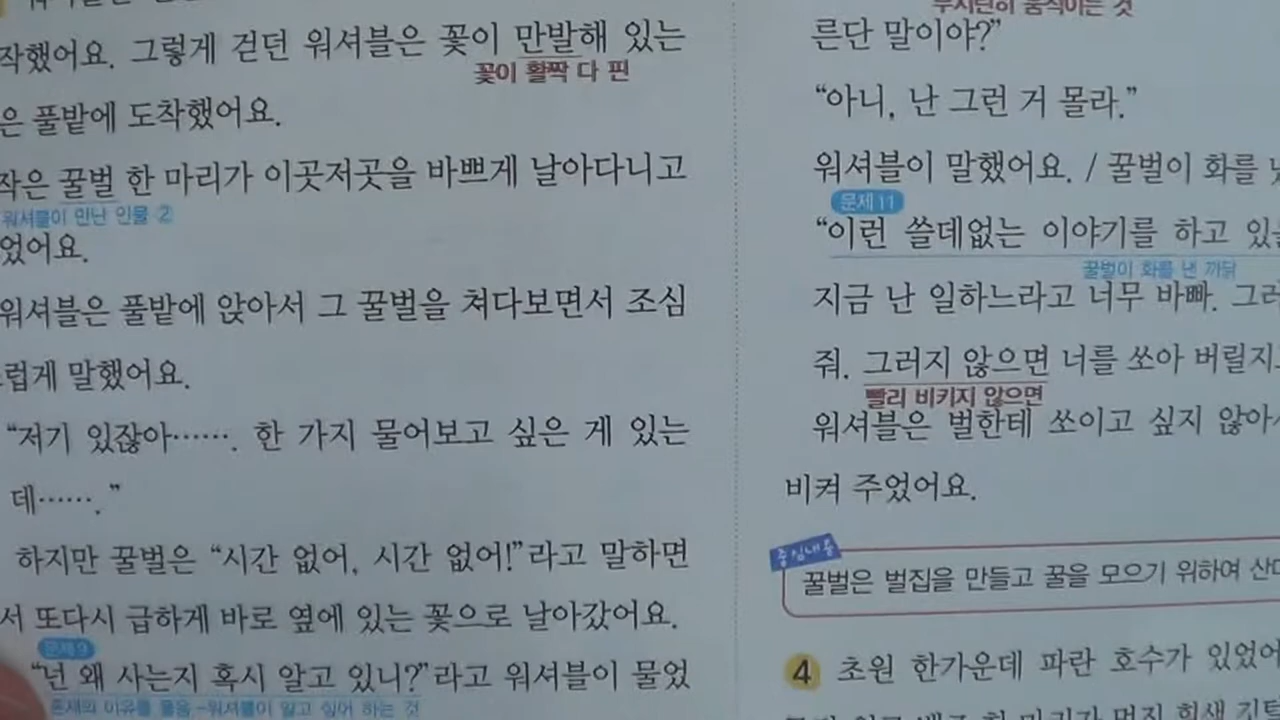 작했어요. 그렇게 걷던 워셔블은 꽃이 만발해 있는
꽃이 활짝 다 핀
은 풀밭에 도착했어요.
작은 꿀벌 한 마리가 이곳저곳을 바쁘게 날아다니고
워셔블이 만난 인물 ②
었어요.
워셔블은 풀밭에 앉아서 그 꿀벌을 쳐다보면서 조심
럽게 말했어요.
“저기 있잖아……. 한 가지 물어보고 싶은 게 있는
데…….”
하지만 꿀벌은 “시간 없어, 시간 없어!”라고 말하면
서 또다시 급하게 바로 옆에 있는 꽃으로 날아갔어요.
문제 9
“넌 왜 사는지 혹시 알고 있니?”라고 워셔블이 물었
존재의 이유를 물음-워셔블이 알고 싶어 하는 것
부지런히 움직이는 것
른단 말이야?”
“아니, 난 그런 거 몰라.”
워셔블이 말했어요. / 꿀벌이 화를
문제 11
“이런 쓸데없는 이야기를 하고
꿀벌이 화를 낸 까닭
지금 난 일하느라고 너무 바빠.
줘. 그러지 않으면 너를 쏘아
빨리 비키지 않으면
워셔블은 벌한테 쏘이고 싶지
비켜 주었어요.
중심내용
꿀벌은 벌집을 만들고 꿀을 모으기 위하여
4 초원 한가운데 파란 호수가